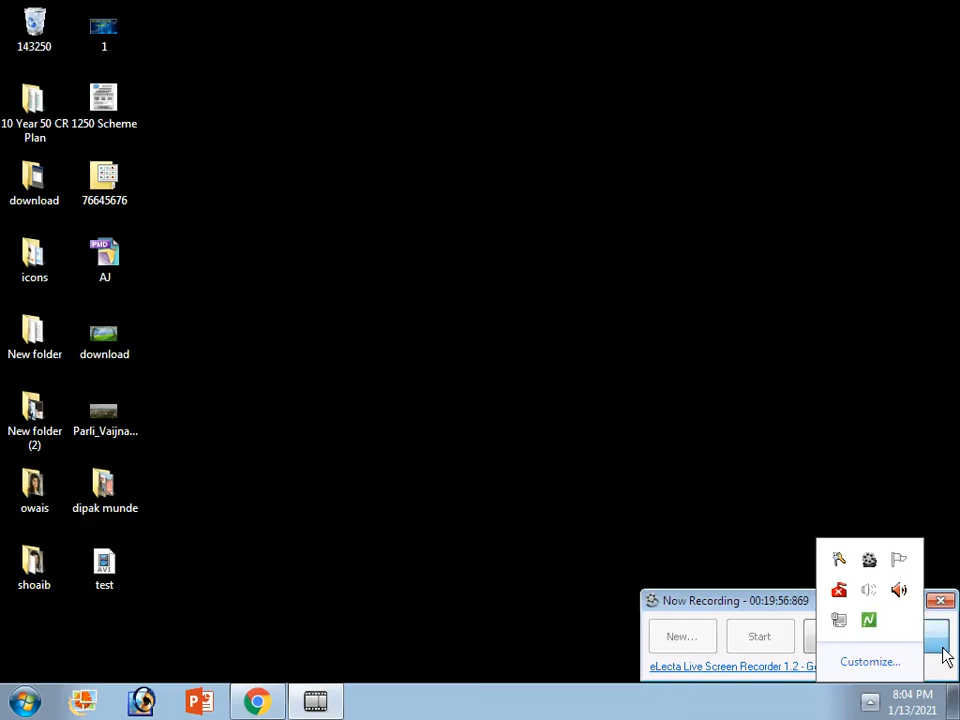 143250
1
10 Year 50 CR Plan
1250 Scheme
download
76645676
icons
PMD
AJ
New folder
download
New folder (2)
Parli_Vaijna...
owais
dipak munde
shoaib
AVI
test
Now Recording - 00:19:56:869
New...
Start
eLecta Live Screen Recorder 1.2 - G
Customize...
8:04 PM
1/13/2021